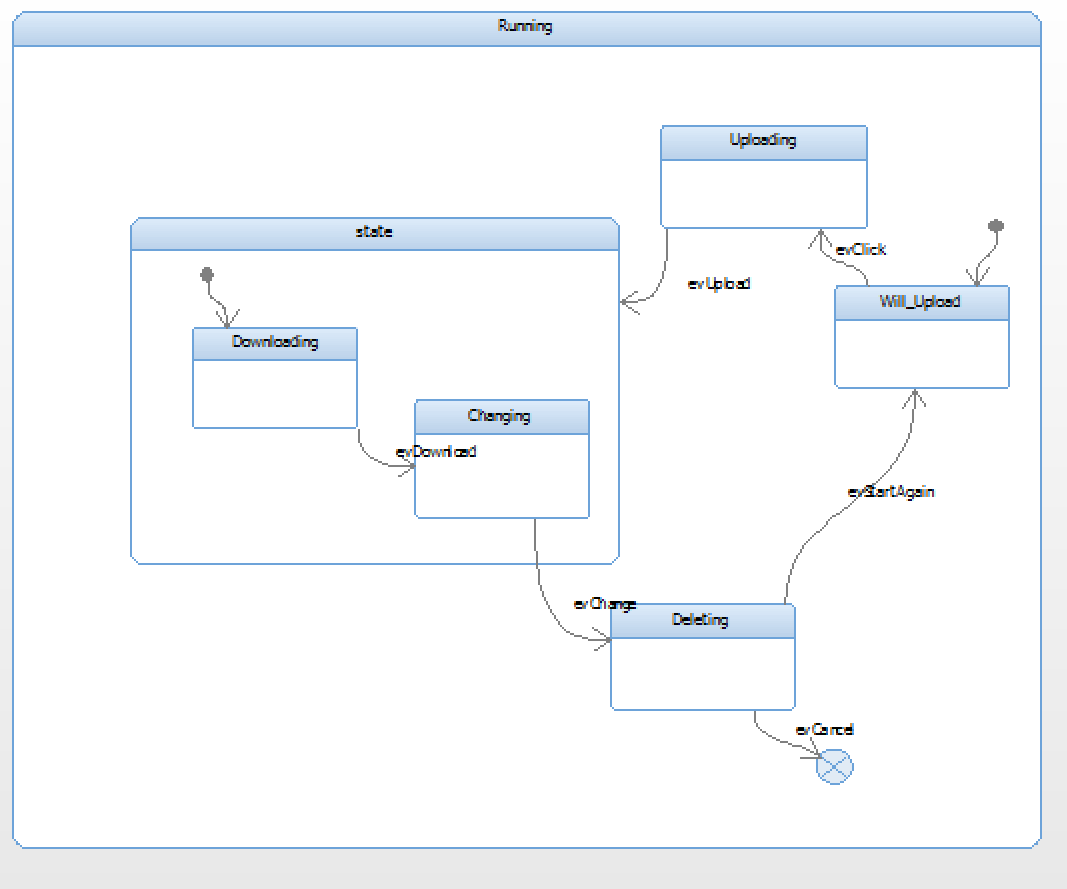 Running
Uploading
state
evClick
evUpload
Will_Upload
Downloading
Changing
evDownload
evStartAgain
evChange
Deleting
evCancel